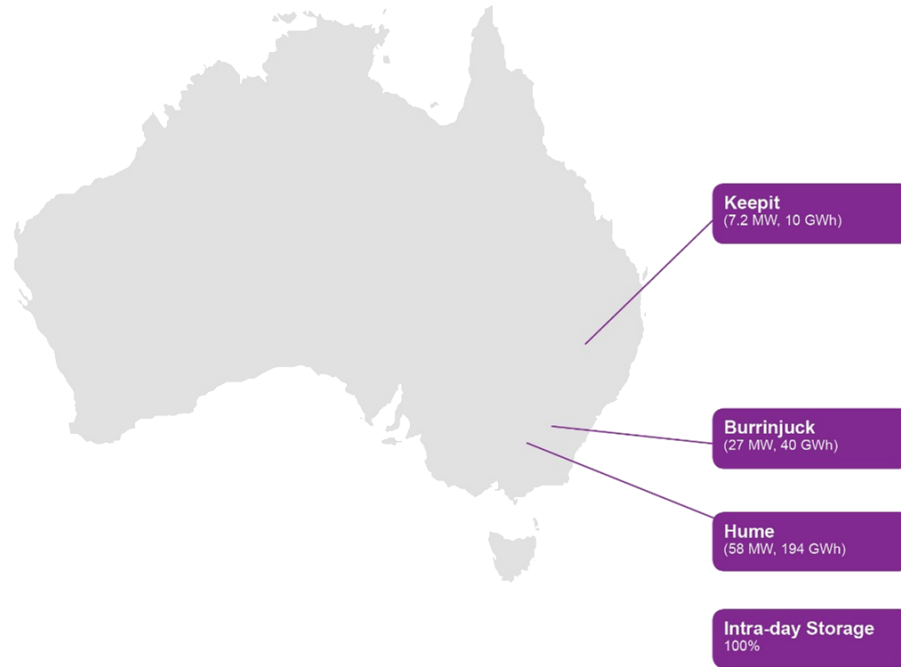 Keepit
(7.2 MW, 10 GWh)
Burrinjuck
(27 MW, 40 GWh)
Hume
(58 MW, 194 GWh)
Intra-day Storage
100%